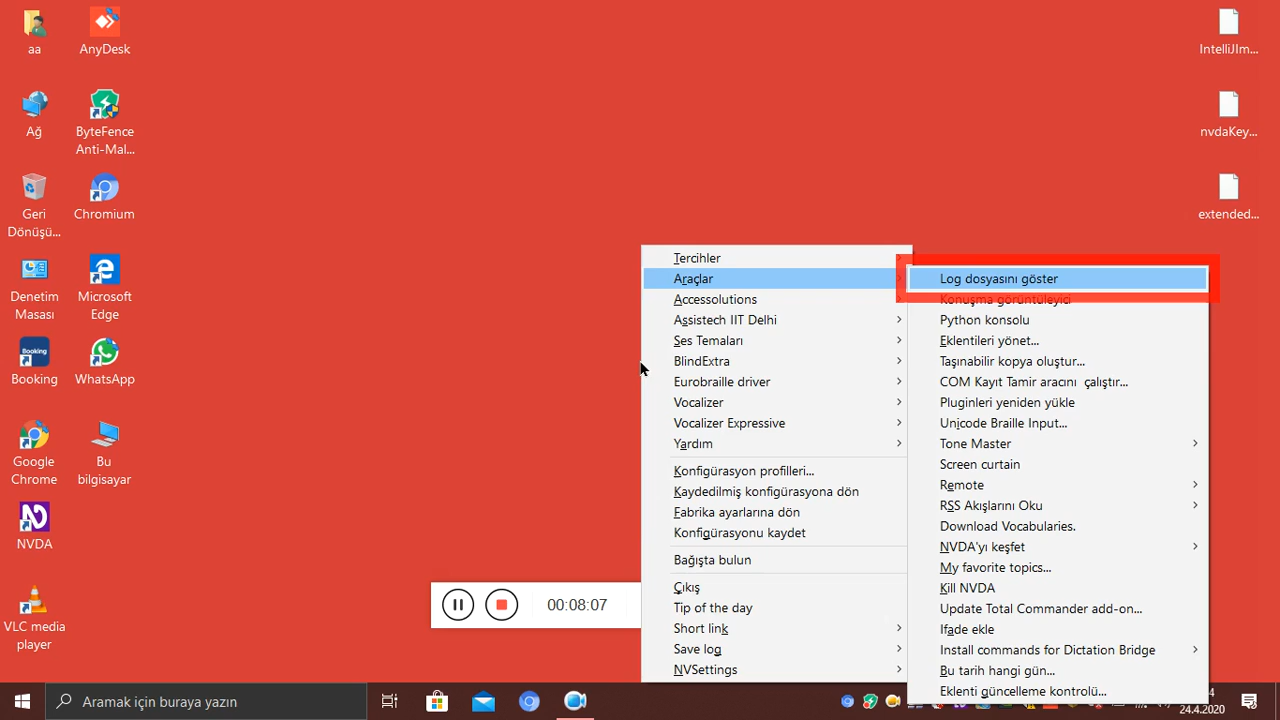 aa
AnyDesk
Ağ
ByteFence
Anti-Mal...
Geri
Dönüşü...
Chromium
Denetim
Masası
Microsoft
Edge
Booking
Booking
WhatsApp
Google
Chrome
Bu
bilgisayar
NVDA
VLC media
player
IntelliJIm...
nvdaKey...
extended...
00:08:07
Tercihler
Araçlar
Accessolutions
Assistech IIT Delhi
Ses Temaları
BlindExtra
Eurobraille driver
Vocalizer
Vocalizer Expressive
Yardım
Konfigürasyon profilleri...
Kaydedilmiş konfigürasyona dön
Fabrika ayarlarına dön
Konfigürasyonu kaydet
Bağışta bulun
Çıkış
Tip of the day
Short link
Save log
NVSettings
Log dosyasını göster
Konuşma görüntüleyici
Python konsolu
Eklentileri yönet...
Taşınabilir kopya oluştur...
COM Kayıt Tamir aracını çalıştır...
Pluginleri yeniden yükle
Unicode Braille Input...
Tone Master
Screen curtain
Remote
RSS Akışlarını Oku
Download Vocabularies.
NVDA'yı keşfet
My favorite topics...
Kill NVDA
Update Total Commander add-on...
Ifade ekle
Install commands for Dictation Bridge
Bu tarih hangi gün...
Eklenti güncelleme kontrolü...
Aramak için buraya yazın
24.4.2020